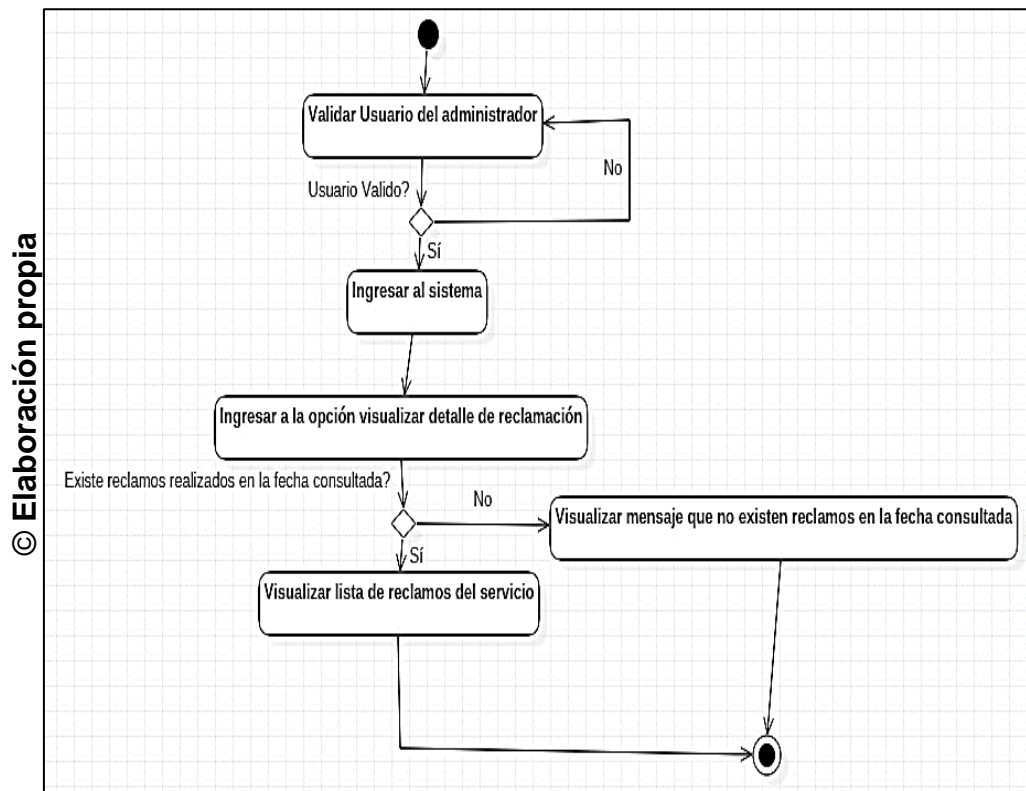 © Elaboración propia
Validar Usuario del administrador
No
Usuario Valido?
Sí
Ingresar al sistema
Ingresar a la opción visualizar detalle de reclamación
Existe reclamos realizados en la fecha consultada?
No
Visualizar mensaje que no existen reclamos en la fecha consultada
Sí
Visualizar lista de reclamos del servicio